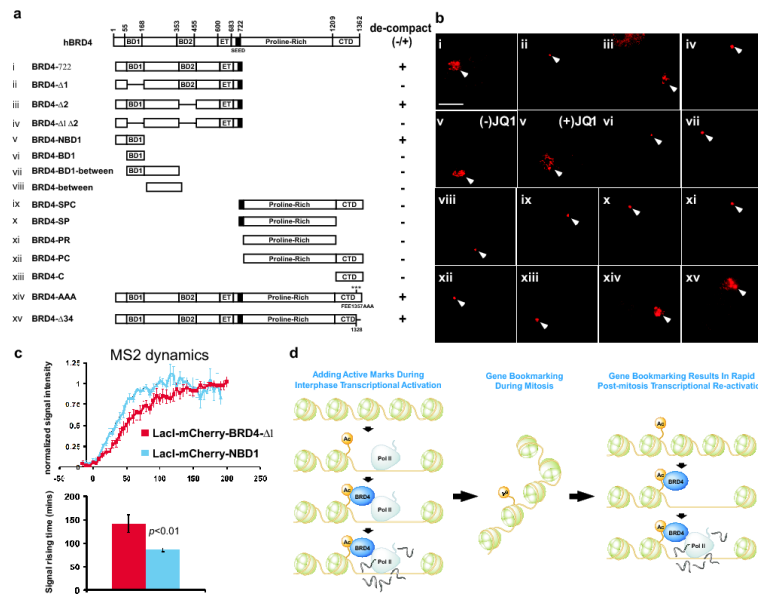 a
1 55 168 353 455 600 683 722 1209 1362
de-compact
(-/+)
hBRD4 BD1 BD2 ET Proline-Rich CTD
SEED
i BRD4-722 BD1 BD2 ET +
ii BRD4-Δ1 BD2 ET -
iii BRD4-Δ2 BD1 ET +
iv BRD4-Δ1 Δ2 ET -
v BRD4-NBD1 BD1 +
vi BRD4-BD1 BD1 -
vii BRD4-BD1-between BD1 -
viii BRD4-between -
ix BRD4-SPC Proline-Rich CTD -
x BRD4-SP Proline-Rich -
xi BRD4-PR Proline-Rich -
xii BRD4-PC Proline-Rich CTD -
xiii BRD4-C CTD -
***
xiv BRD4-AAA BD1 BD2 ET Proline-Rich CTD +
FEE1357AAA
xv BRD4-Δ34 BD1 BD2 ET Proline-Rich CTD +
1328
b
i ii iii iv
v (-)JQ1 v (+)JQ1 vi vii
viii ix x xi
xii xiii xiv xv
c
MS2 dynamics
normalized signal intensity
1.25
1
0.75
0.5
0.25
0
-50 0 50 100 150 200 250
LacI-mCherry-BRD4-Δ1
LacI-mCherry-NBD1
Signal rising time (mins)
200
150
100
50
0
p<0.01
d
Adding Active Marks During
Interphase Transcriptional Activation
Ac
Pol II
Ac
BRD4
Pol II
Ac
BRD4
Pol II
Gene Bookmarking
During Mitosis
Ac
Gene Bookmarking Results In Rapid
Post-mitosis Transcriptional Re-activation
Ac
Ac
BRD4
Ac
BRD4
Pol II